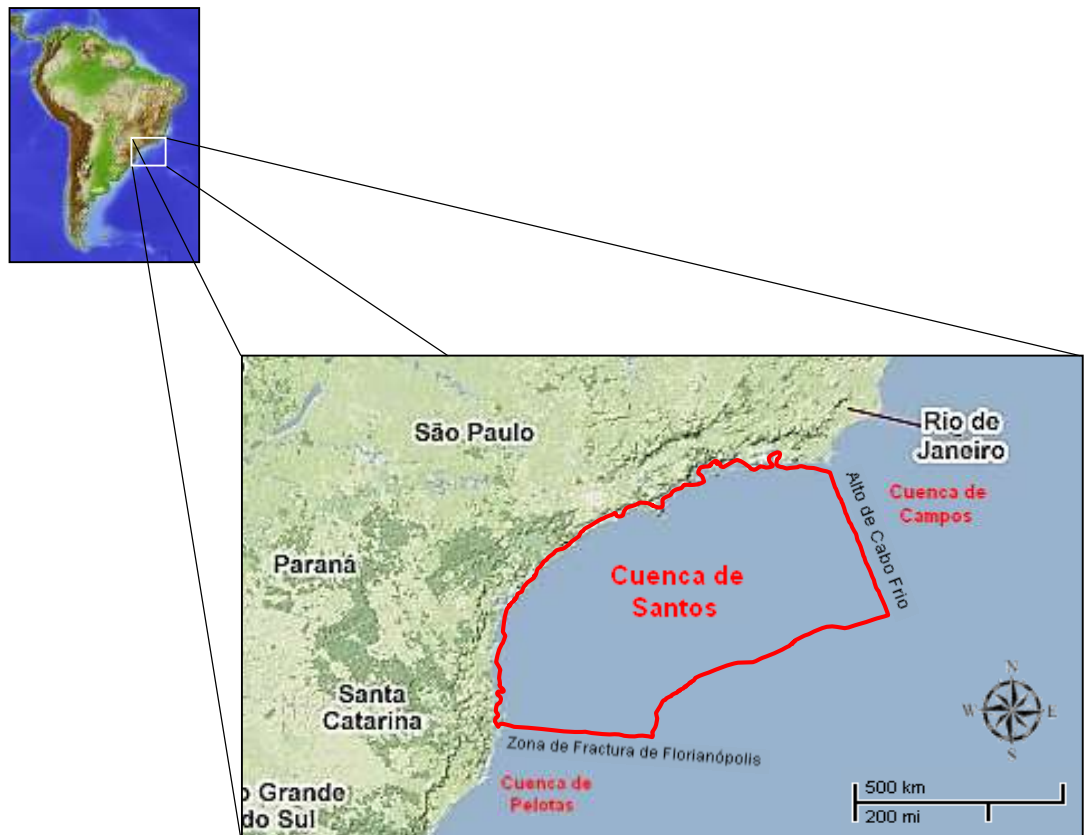 São Paulo
Rio de
Janeiro
Cuenca de
Campos
Alto de Cabo Frio
Paraná
Cuenca de
Santos
Santa
Catarina
N
W
E
S
Zona de Fractura de Florianópolis
Cuenca de
Pelotas
o Grande
do Sul
500 km
200 mi